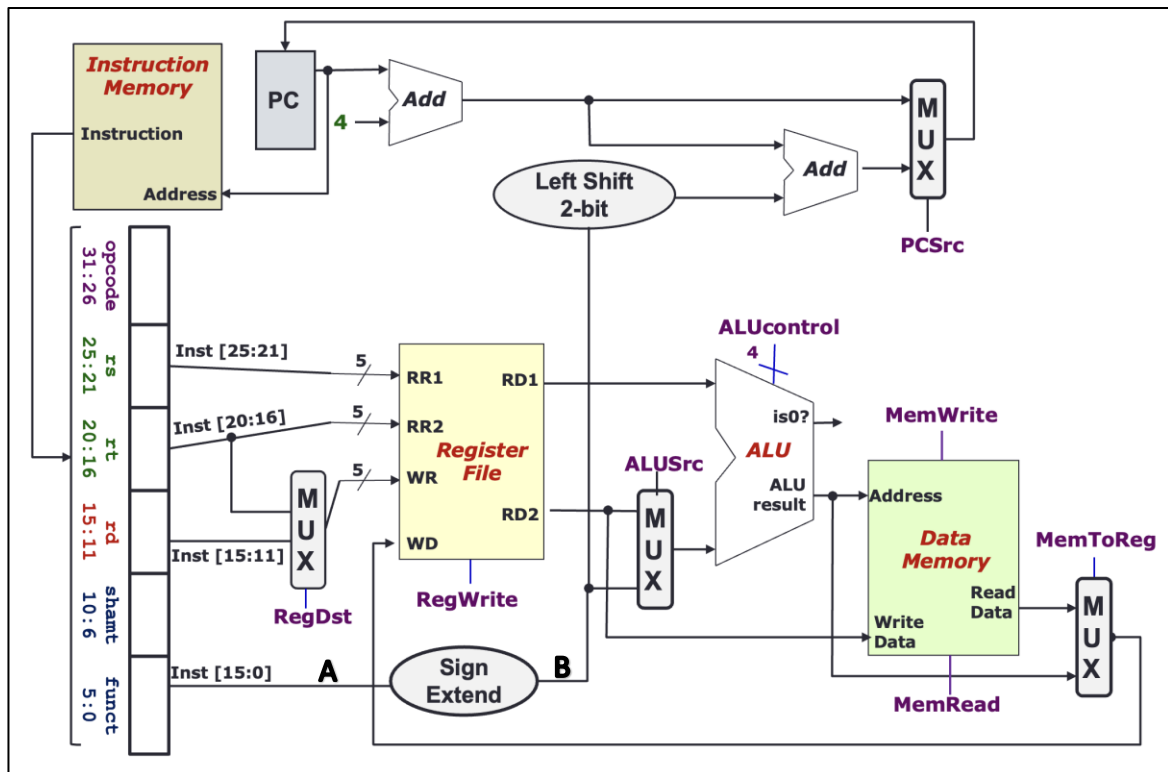 Instruction
Memory
Instruction
Address
PC
4
Add
Left Shift
2-bit
Add
M
U
X
PCSrc
opcode
31:26
rs
25:21
rt
20:16
rd
15:11
shamt
10:6
funct
5:0
Inst [25:21]
5
Inst [20:16]
5
5
Inst [15:11]
M
U
X
RegDst
RR1
RR2
WR
WD
RD1
RD2
Register
File
RegWrite
Inst [15:0]
A
Sign
Extend
B
ALUSrc
M
U
X
ALUcontrol
4
is0?
ALU
ALU
result
MemWrite
Address
Data
Memory
Read
Data
Write
Data
MemRead
MemToReg
M
U
X